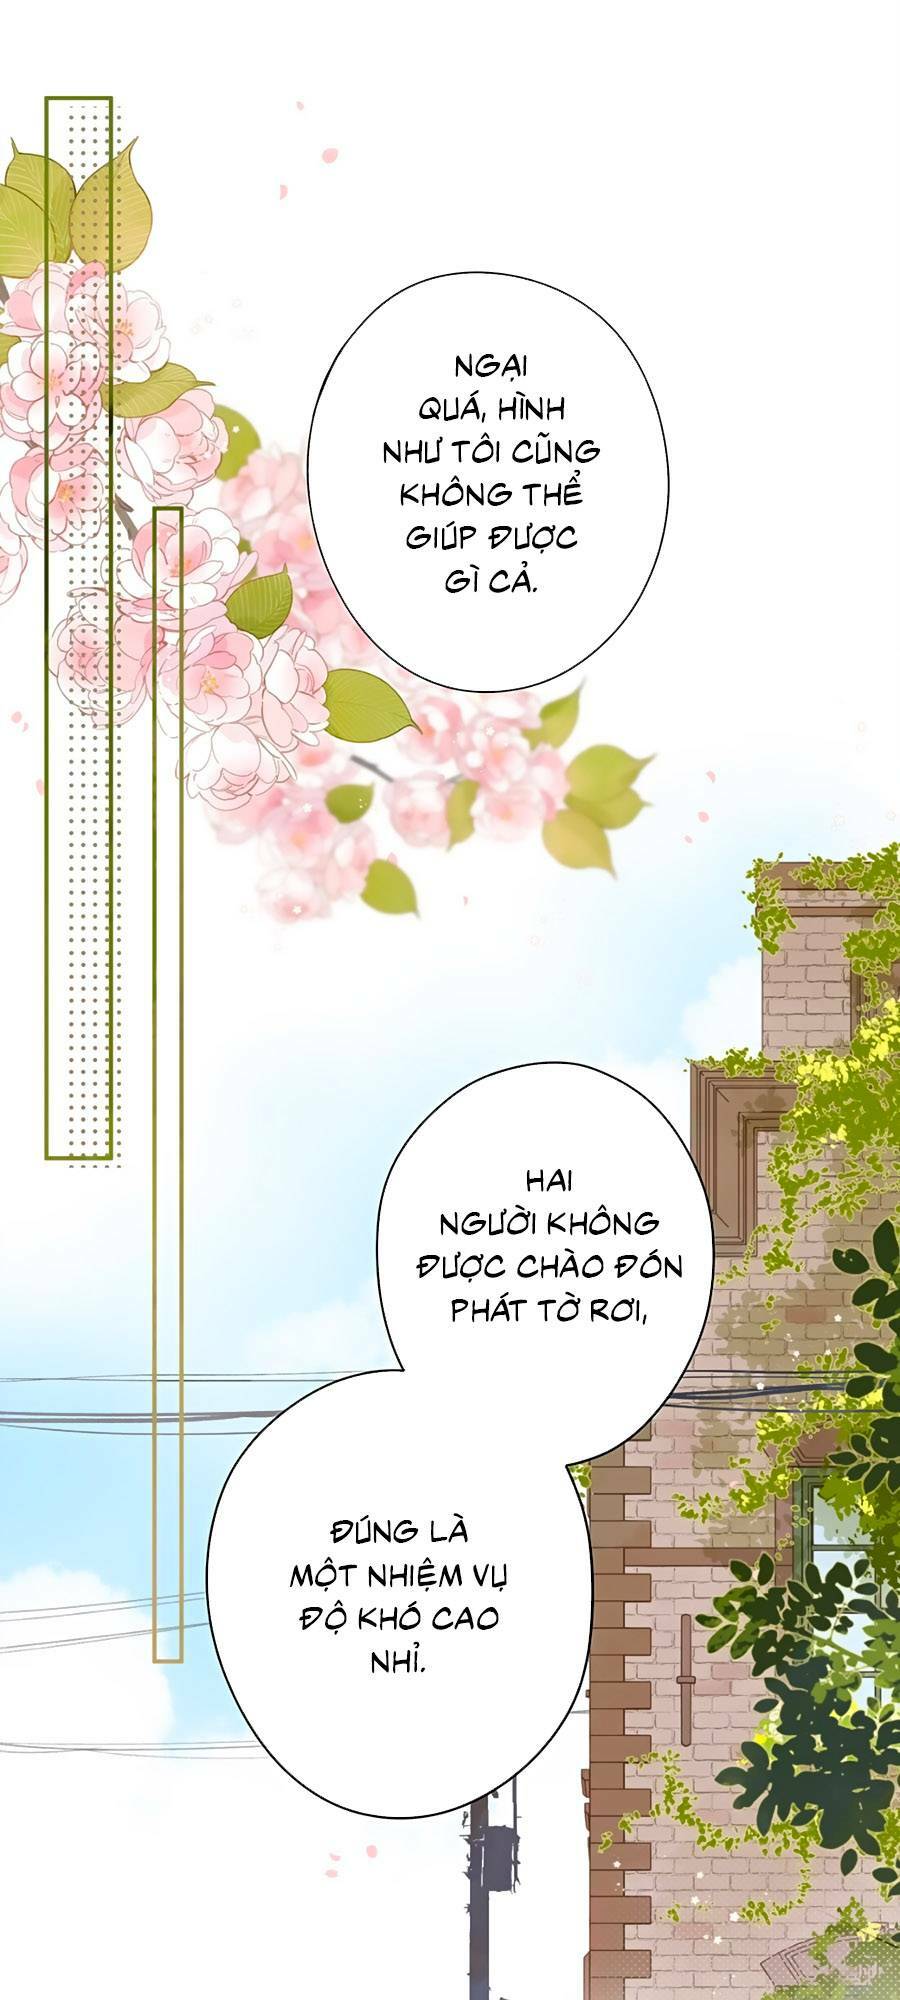 NGẠI
QUÁ, HÌNH
NHƯ TÔI CŨNG
KHÔNG THỂ
GIÚP ĐƯỢC
GÌ CẢ.
HAI
NGƯỜI KHÔNG
ĐƯỢC CHÀO ĐÓN
PHÁT TỜ RƠI,
ĐÚNG LÀ
MỘT NHIỆM VỤ
ĐỘ KHÓ CAO
NHỈ.